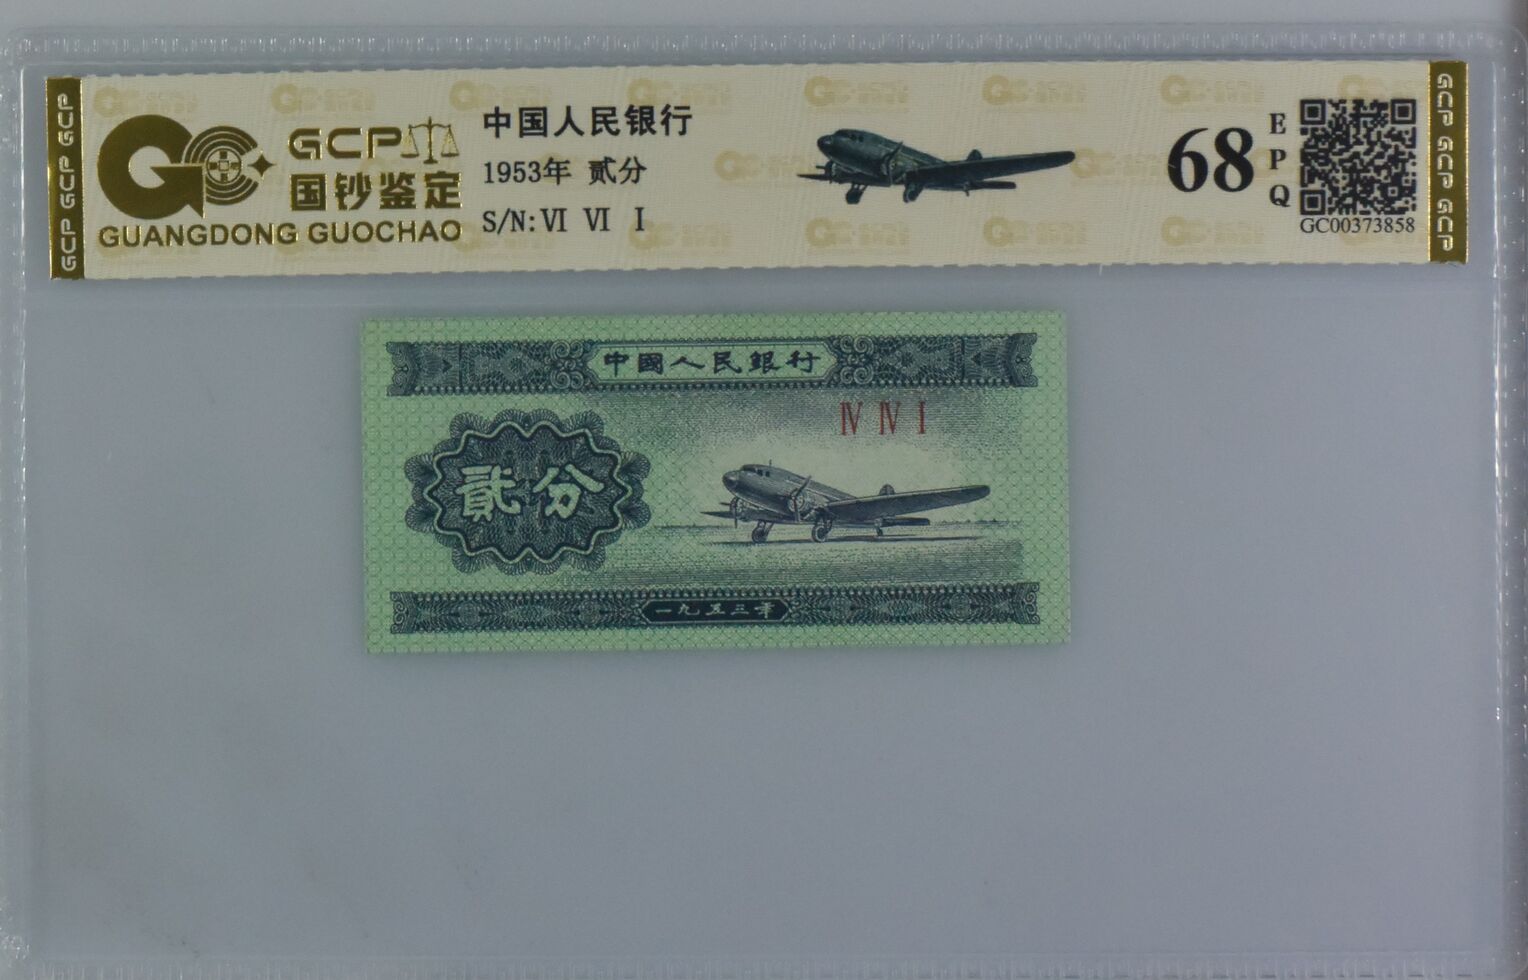 GCP GCP GCP
GCP
国钞鉴定
GUANGDONG GUOCHAO
中国人民银行
1953年 贰分
S/N:Ⅵ Ⅵ Ⅰ
68
EPQ
GC00373858
GCP GCP GCP
中國人民銀行
Ⅳ Ⅳ Ⅰ
貳分
一九五三年